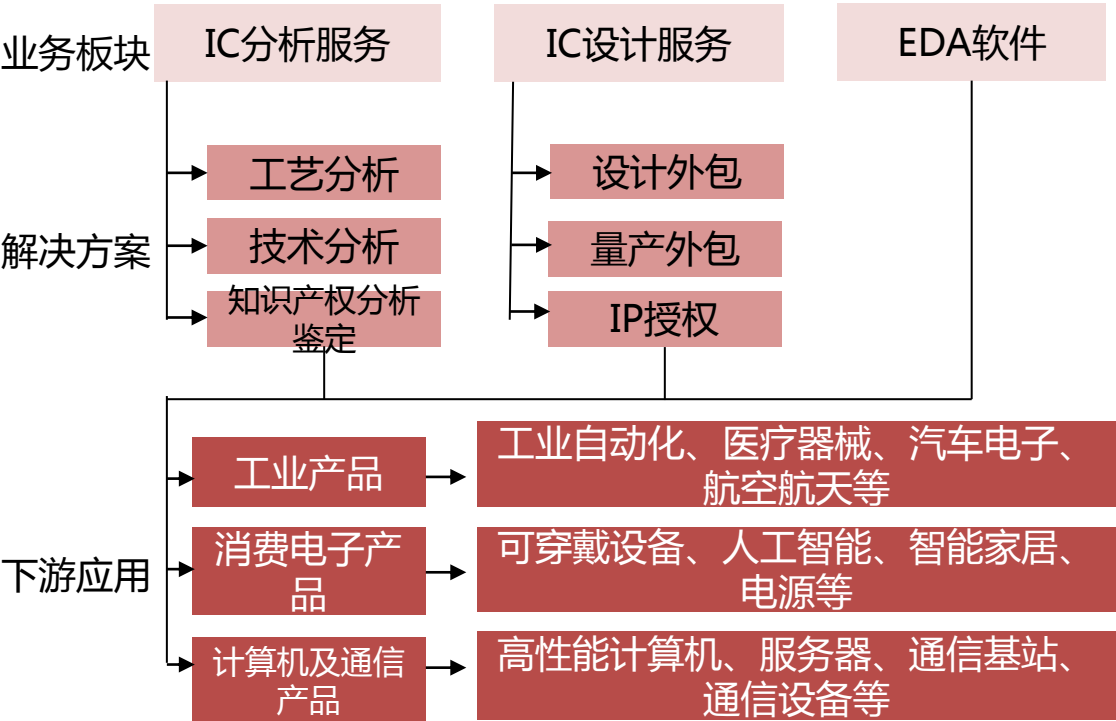 业务板块
IC分析服务
IC设计服务
EDA软件
解决方案
工艺分析
技术分析
知识产权分析
鉴定
设计外包
量产外包
IP授权
下游应用
工业产品
工业自动化、医疗器械、汽车电子、
航空航天等
消费电子产
品
可穿戴设备、人工智能、智能家居、
电源等
计算机及通信
产品
高性能计算机、服务器、通信基站、
通信设备等